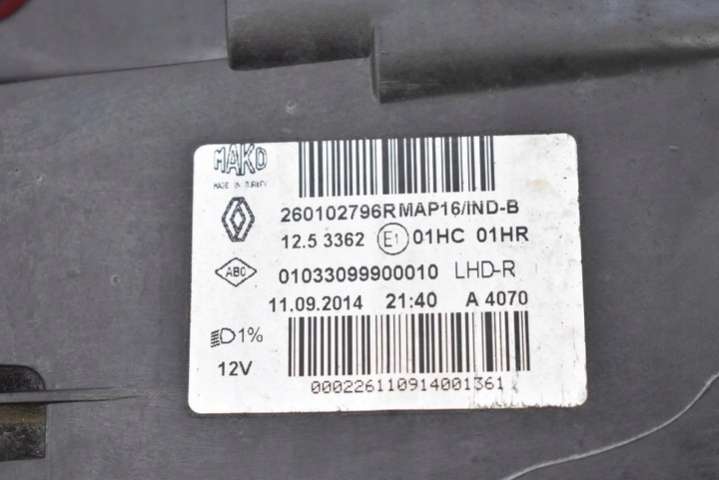 MAKO
MADE IN TURKEY
260102796R MAP16/IND-B
12.5 3362 E1 01HC 01HR
ABC 01033099900010 LHD-R
11.09.2014 21:40 A 4070
1%
12V
000226110914001361